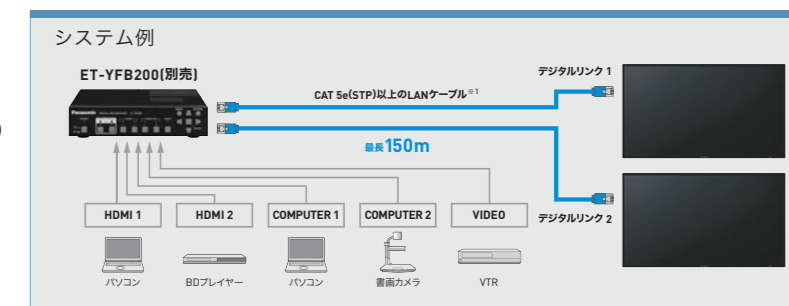 システム例
ET-YFB200(別売)
Panasonic
CAT 5e(STP)以上のLANケーブル※1
デジタルリンク 1
最長150m
デジタルリンク 2
HDMI 1
HDMI 2
COMPUTER 1
COMPUTER 2
VIDEO
パソコン
BDプレイヤー
パソコン
書画カメラ
VTR